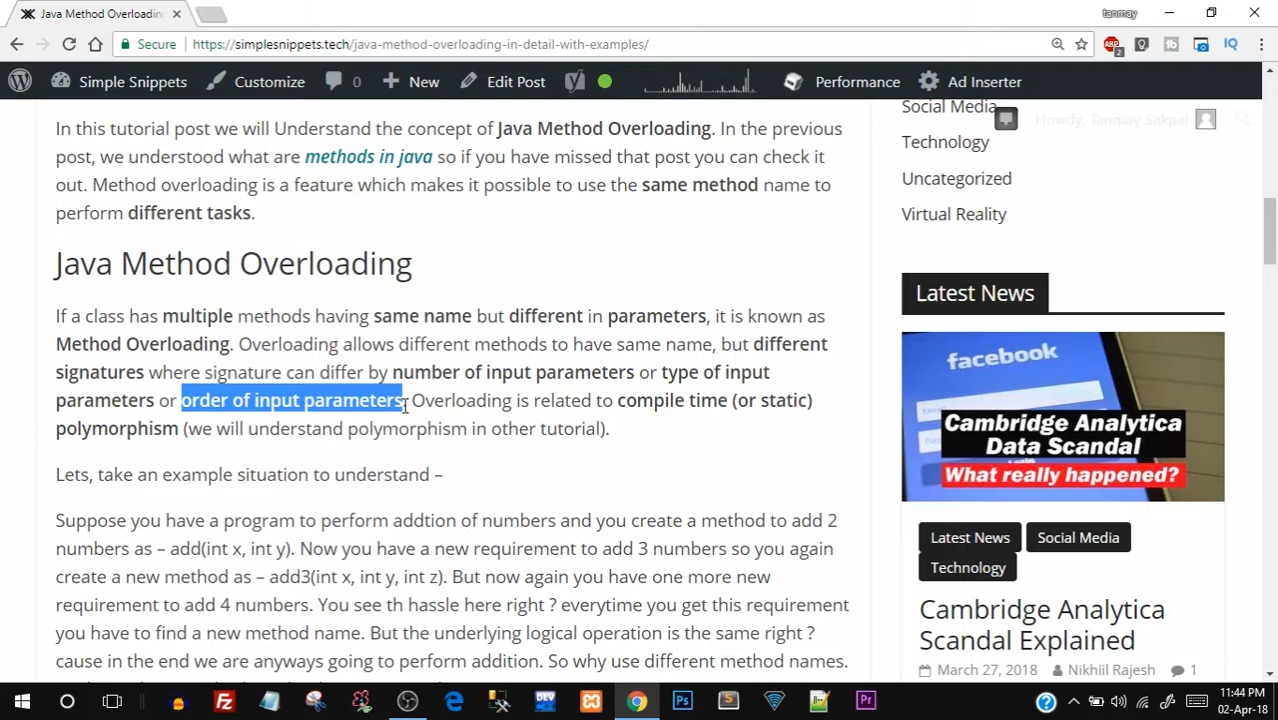 Java Method Overloading
tanmay
Secure
https://simplesnippets.tech/java-method-overloading-in-detail-with-examples/
ABP
2
IQ
Simple Snippets
Customize
0
New
Edit Post
Performance
Ad Inserter
Howdy, Tanmay Sakpal
In this tutorial post we will Understand the concept of Java Method Overloading. In the previous
post, we understood what are methods in java so if you have missed that post you can check it
out. Method overloading is a feature which makes it possible to use the same method name to
perform different tasks.
Java Method Overloading
If a class has multiple methods having same name but different in parameters, it is known as
Method Overloading. Overloading allows different methods to have same name, but different
signatures where signature can differ by number of input parameters or type of input
parameters or order of input parameters. Overloading is related to compile time (or static)
polymorphism (we will understand polymorphism in other tutorial).
Lets, take an example situation to understand –
Suppose you have a program to perform addtion of numbers and you create a method to add 2
numbers as – add(int x, int y). Now you have a new requirement to add 3 numbers so you again
create a new method as – add3(int x, int y, int z). But now again you have one more new
requirement to add 4 numbers. You see th hassle here right ? everytime you get this requirement
you have to find a new method name. But the underlying logical operation is the same right ?
cause in the end we are anyways going to perform addition. So why use different method names.
Social Media
Technology
Uncategorized
Virtual Reality
Latest News
facebook
Cambridge Analytica
Data Scandal
What really happened?
Latest News
Social Media
Technology
Cambridge Analytica
Scandal Explained
March 27, 2018
Nikhiil Rajesh
1
11:44 PM
02-Apr-18